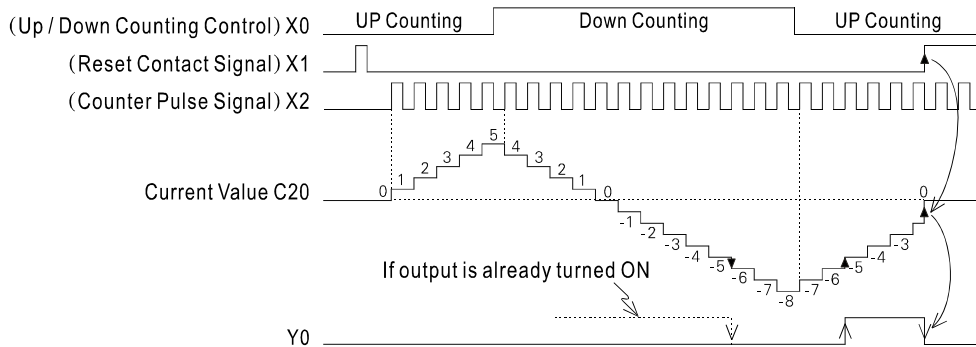 (Up / Down Counting Control) X0
UP Counting
Down Counting
UP Counting
(Reset Contact Signal) X1
(Counter Pulse Signal) X2
Current Value C20
0
1
2
3
4
5
4
3
2
1
0
-1
-2
-3
-4
-5
-6
-7
-8
-7
-6
-5
-4
-3
0
If output is already turned ON
Y0